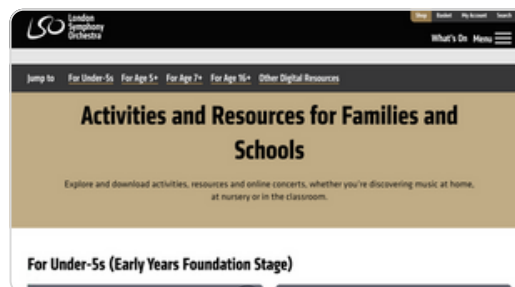 LSO London
Symphony
Orchestra
Shop Basket My Account Search
What's On Menu
Jump to For Under-5s For Age 5+ For Age 7+ For Age 16+ Other Digital Resources
Activities and Resources for Families and
Schools
Explore and download activities, resources and online concerts, whether you're discovering music at home,
at nursery or in the classroom.
For Under-5s (Early Years Foundation Stage)